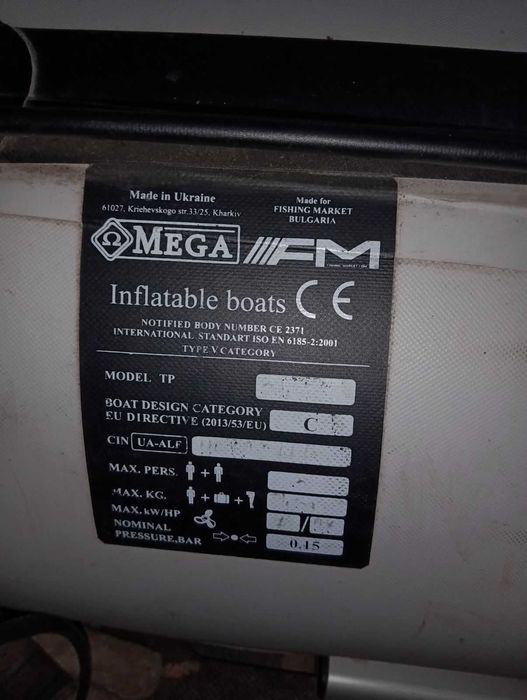 Made in Ukraine
61027, Kriehevskogo str.33/25, Kharkiv
Made for
FISHING MARKET
BULGARIA
Ω MEGA
FM
Inflatable boats CE
NOTIFIED BODY NUMBER CE 2371
INTERNATIONAL STANDART ISO EN 6185-2:2001
TYPE V CATEGORY
MODEL TP
BOAT DESIGN CATEGORY
EU DIRECTIVE (2013/53/EU) C
CIN UA-ALF
MAX. PERS. +
MAX. KG. + +
MAX. kW/HP /
NOMINAL
PRESSURE,BAR 0.15